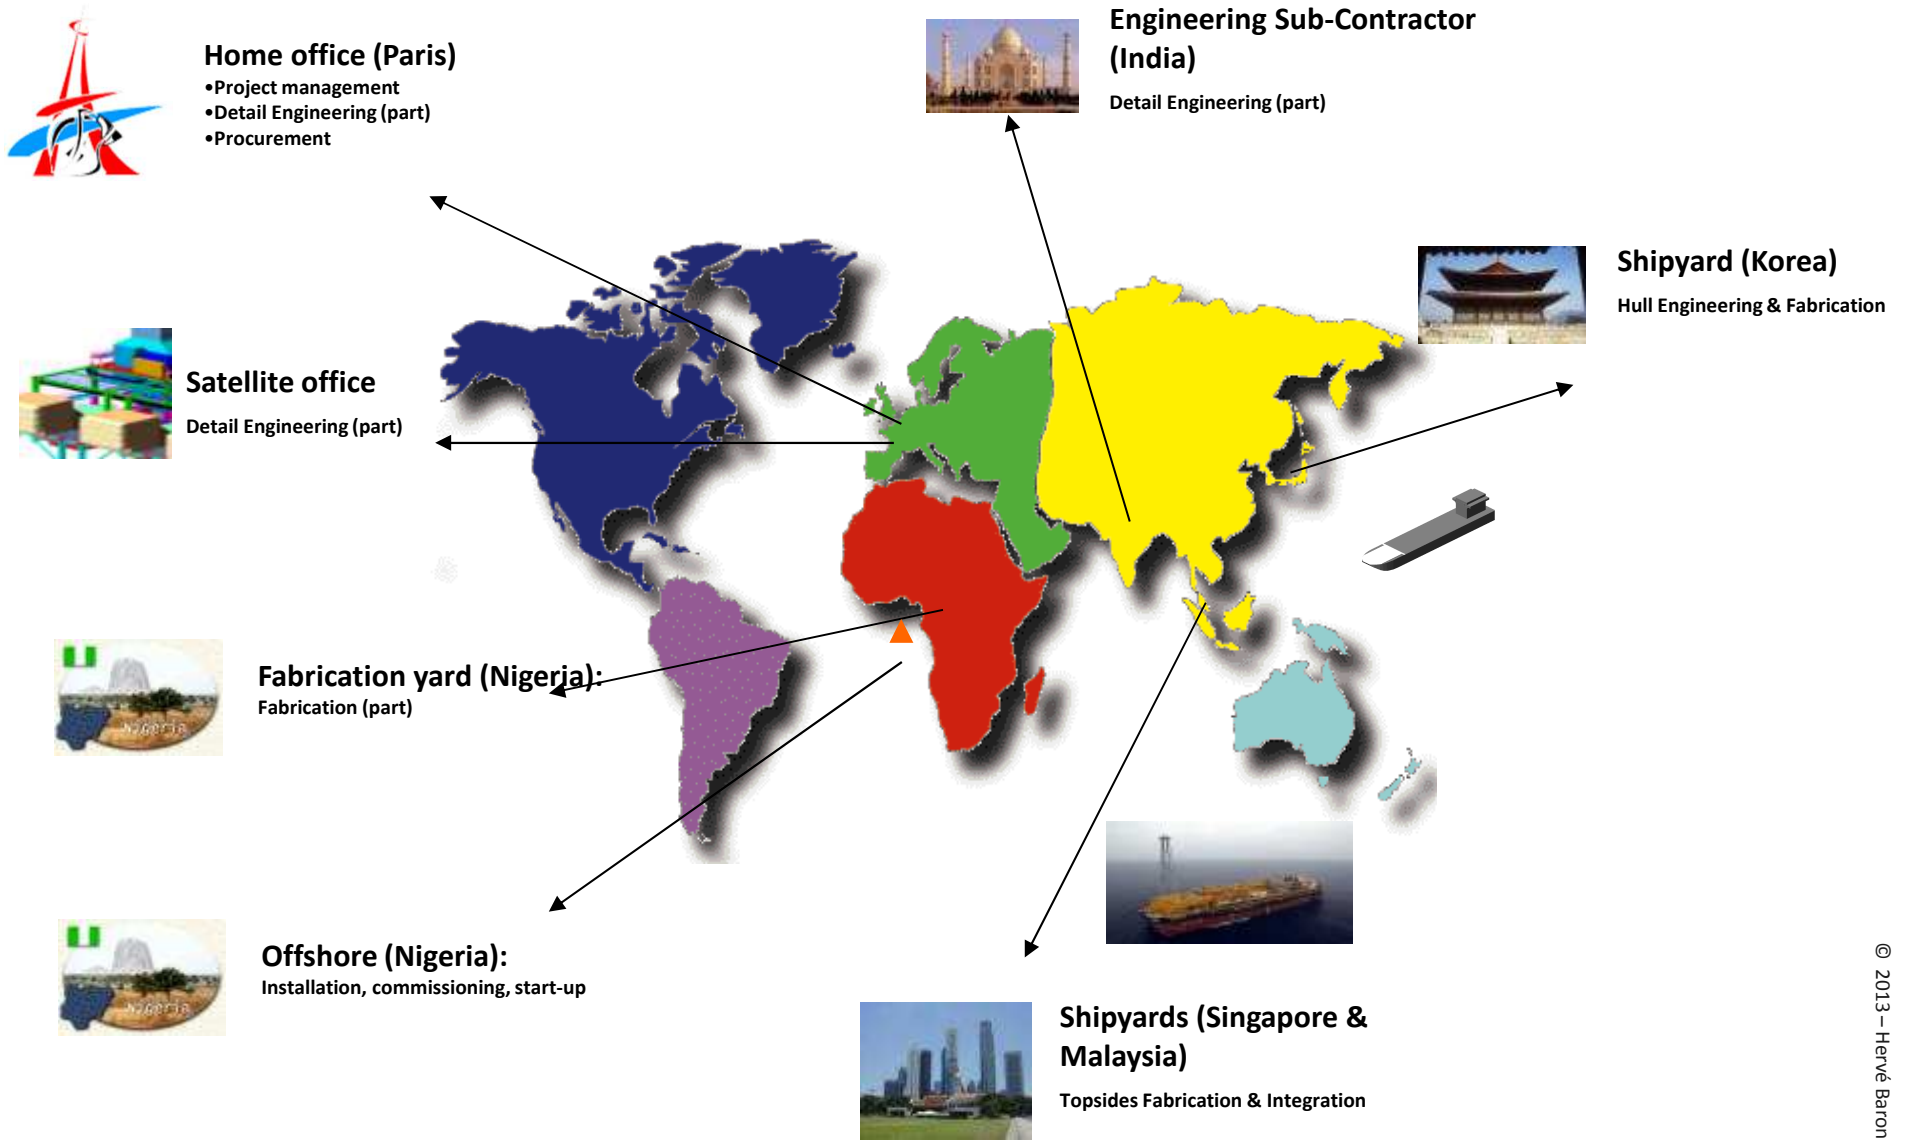 Home office (Paris)
•Project management
•Detail Engineering (part)
•Procurement
Engineering Sub-Contractor
(India)
Detail Engineering (part)
Shipyard (Korea)
Hull Engineering & Fabrication
Satellite office
Detail Engineering (part)
Nigeria
Fabrication yard (Nigeria):
Fabrication (part)
Nigeria
Offshore (Nigeria):
Installation, commissioning, start-up
Shipyards (Singapore &
Malaysia)
Topsides Fabrication & Integration
© 2013 – Hervé Baron